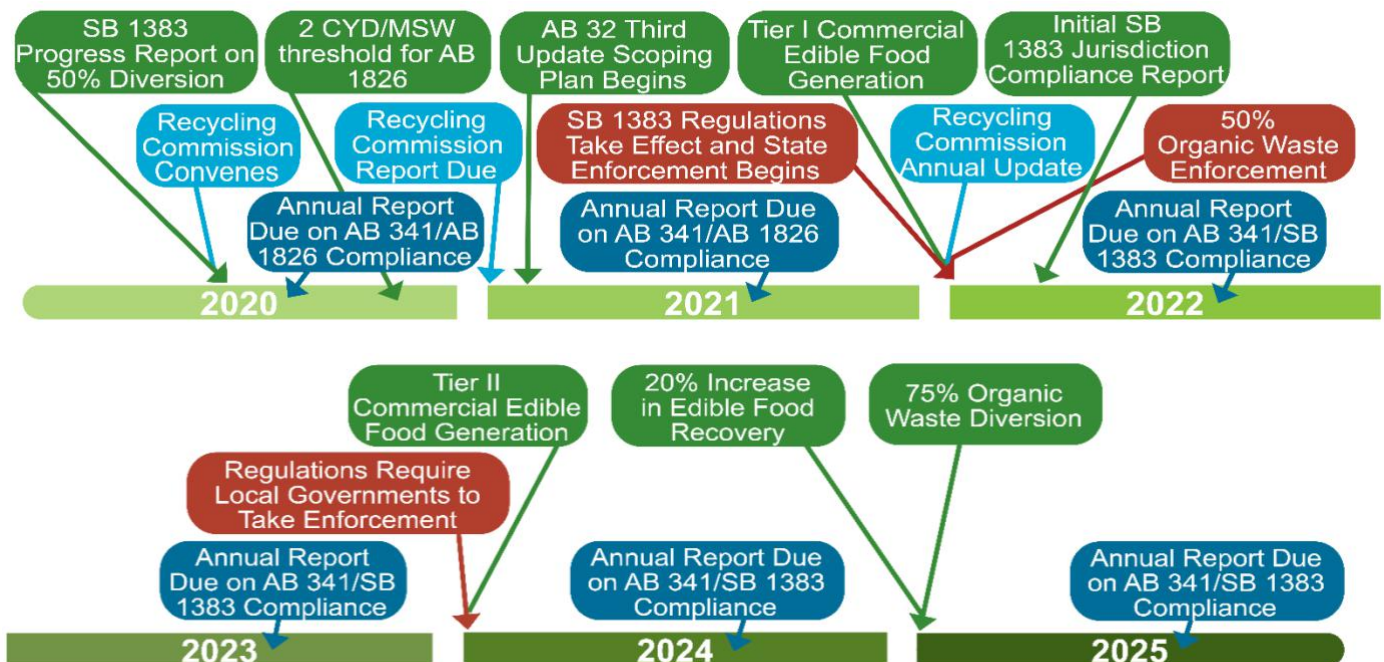 SB 1383
Progress Report on
50% Diversion
2 CYD/MSW
threshold for AB
1826
AB 32 Third
Update Scoping
Plan Begins
Tier I Commercial
Edible Food
Generation
Initial SB
1383 Jurisdiction
Compliance Report
Recycling
Commission
Convenes
Recycling
Commission
Report Due
SB 1383 Regulations
Take Effect and State
Enforcement Begins
Recycling
Commission
Annual Update
50%
Organic Waste
Enforcement
Annual Report
Due on AB 341/AB
1826 Compliance
Annual Report Due
on AB 341/AB 1826
Compliance
Annual Report
Due on AB 341/SB
1383 Compliance
2020
2021
2022
Tier II
Commercial Edible
Food Generation
20% Increase
in Edible Food
Recovery
75% Organic
Waste Diversion
Regulations Require
Local Governments to
Take Enforcement
Annual Report
Due on AB 341/SB
1383 Compliance
Annual Report Due
on AB 341/SB 1383
Compliance
Annual Report Due
on AB 341/SB 1383
Compliance
2023
2024
2025